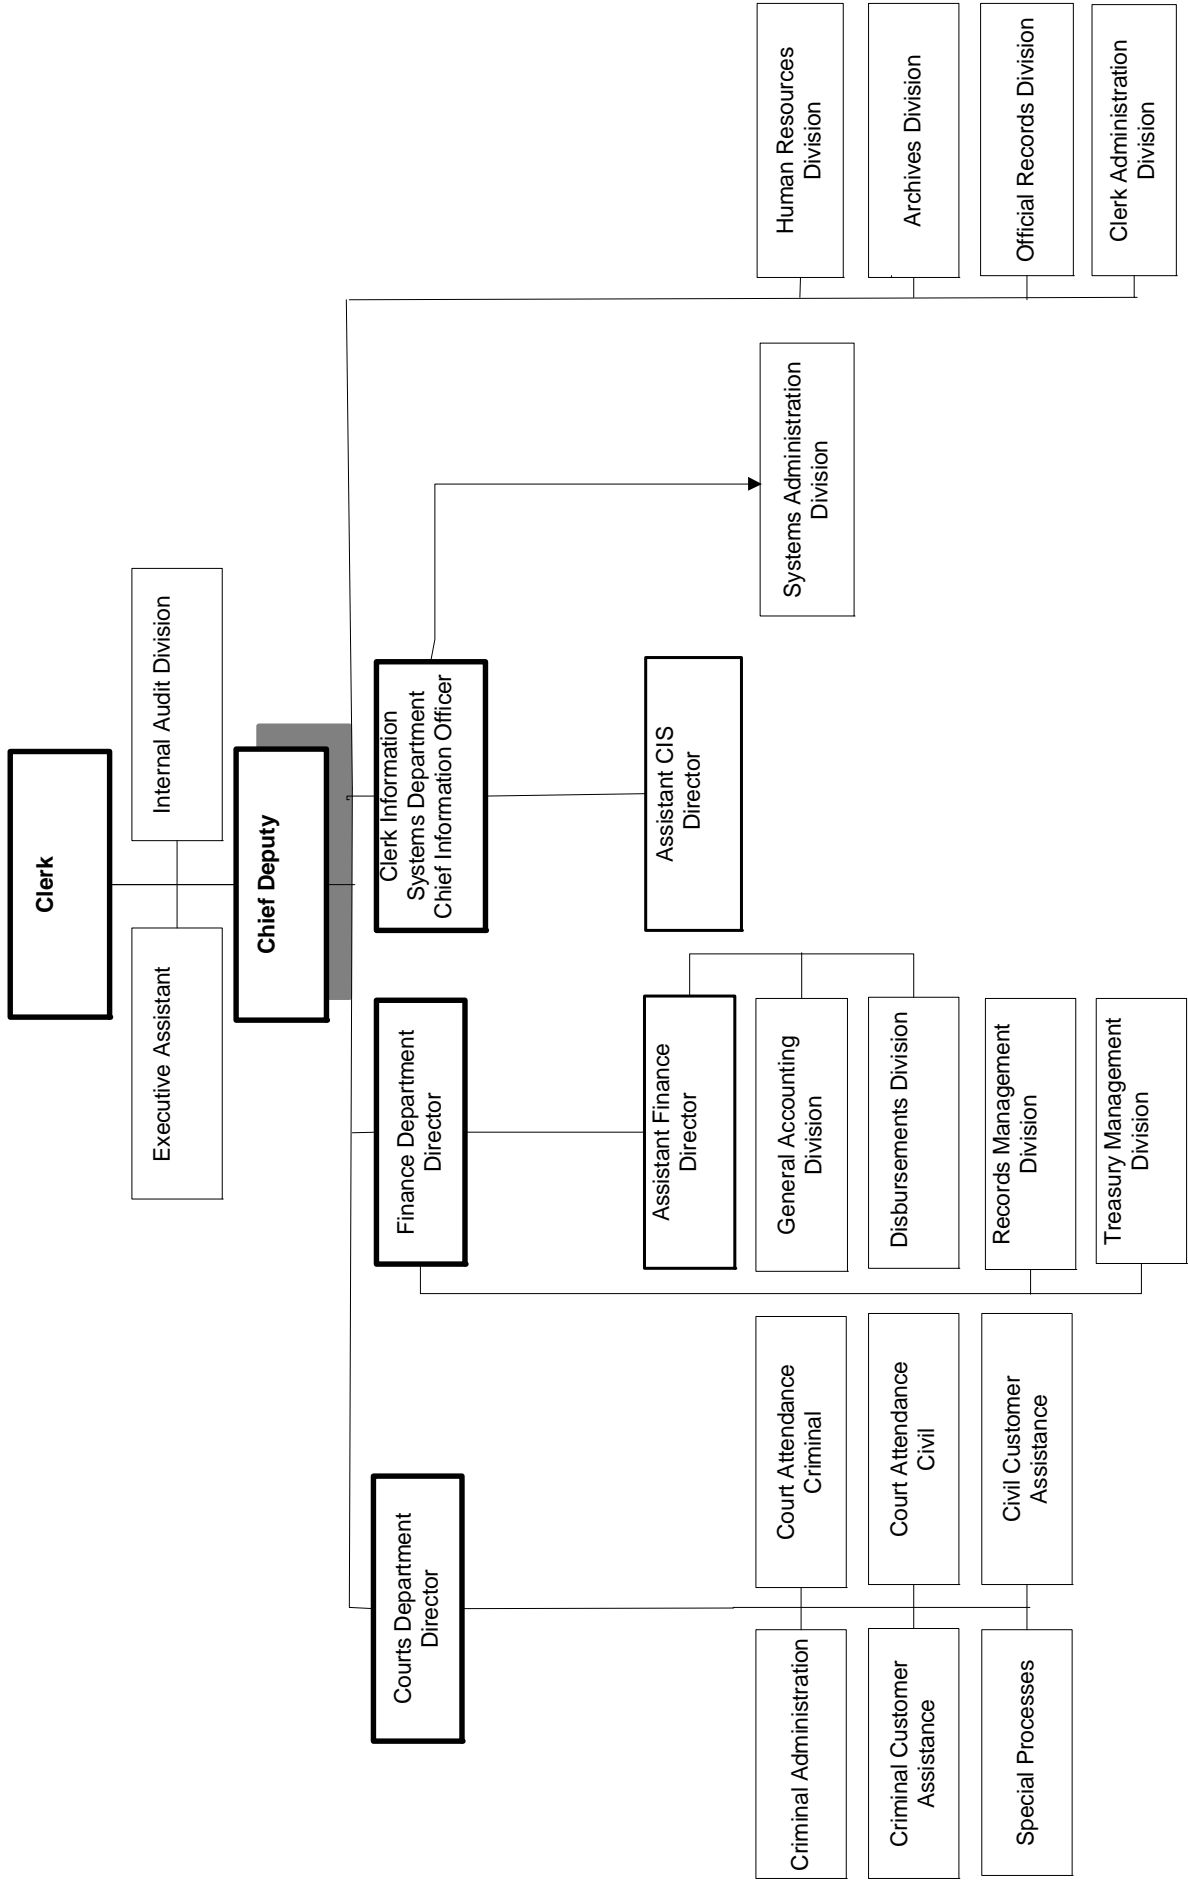 Clerk
Executive Assistant
Internal Audit Division
Chief Deputy
Courts Department
Director
Finance Department
Director
Clerk Information
Systems Department
Chief Information Officer
Assistant Finance
Director
Assistant CIS
Director
Criminal Administration
Court Attendance
Criminal
Criminal Customer
Assistance
Court Attendance
Civil
Special Processes
Civil Customer
Assistance
General Accounting
Division
Disbursements Division
Records Management
Division
Treasury Management
Division
Systems Administration
Division
Human Resources
Division
Archives Division
Official Records Division
Clerk Administration
Division